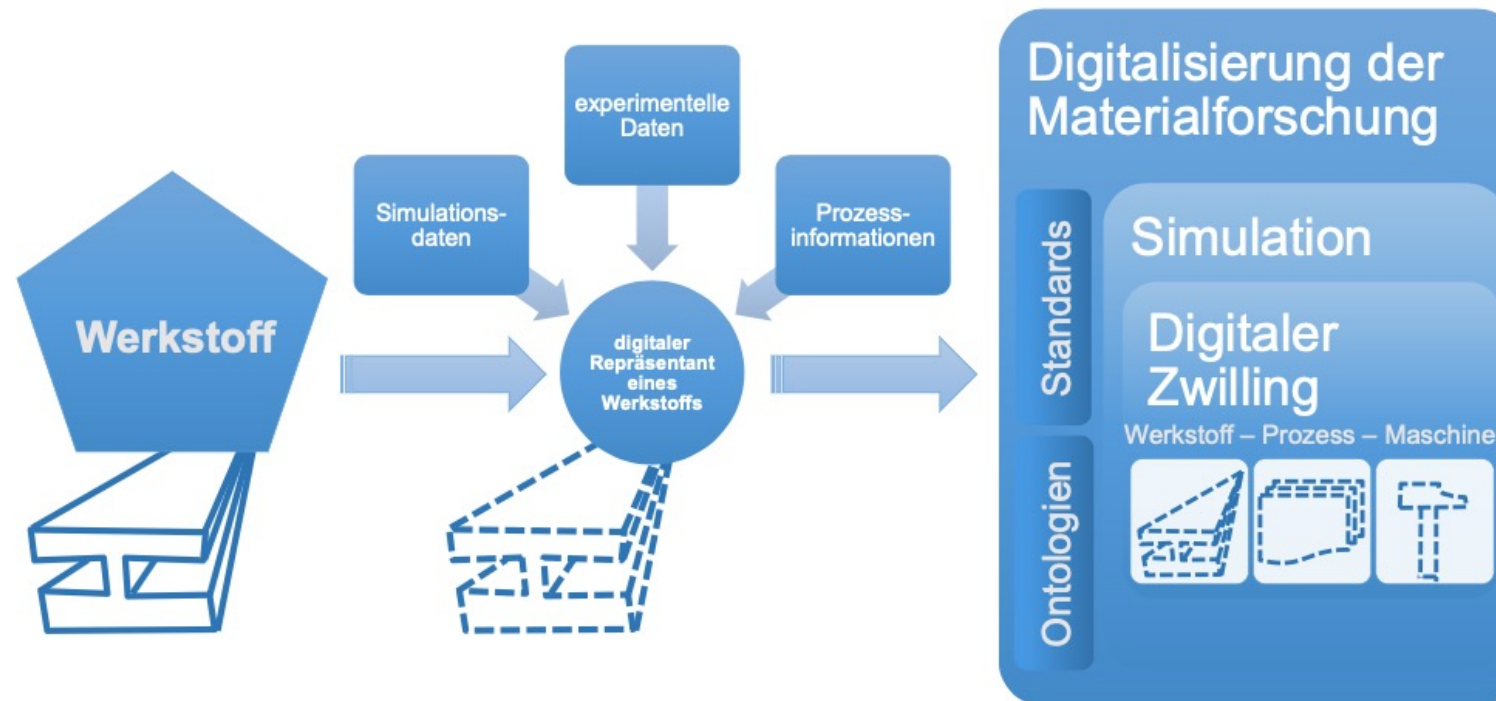 Werkstoff
Simulations-
daten
experimentelle
Daten
Prozess-
informationen
digitaler
Repräsentant
eines
Werkstoffs
Digitalisierung der
Materialforschung
Standards
Ontologien
Simulation
Digitaler
Zwilling
Werkstoff – Prozess – Maschine